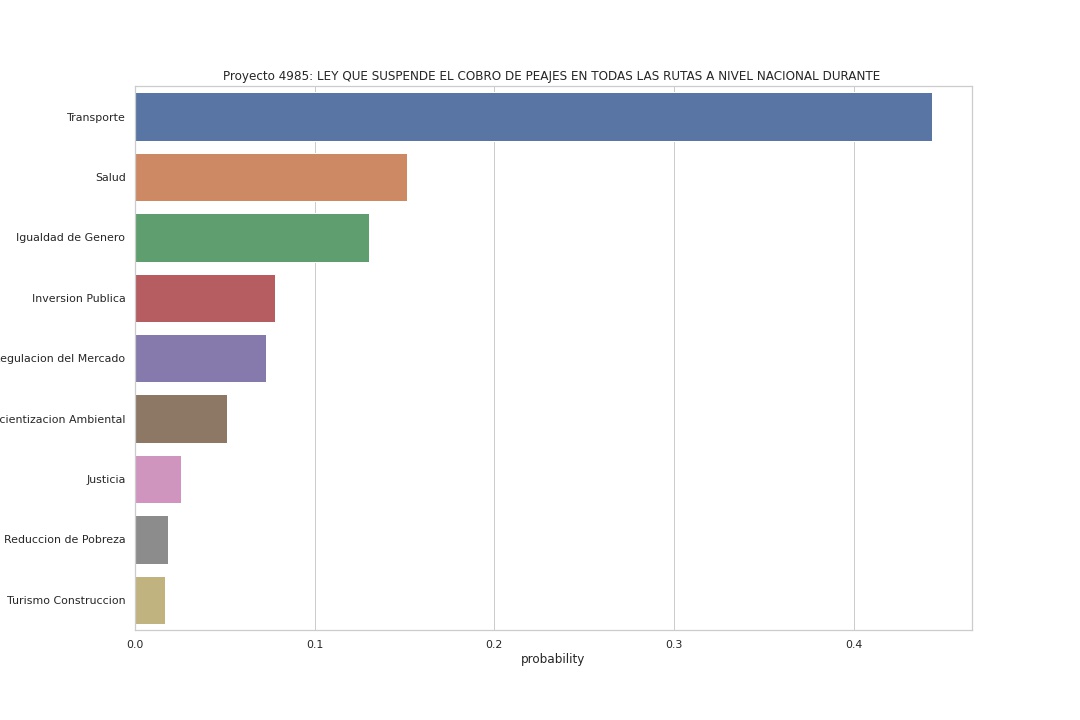 Proyecto 4985: LEY QUE SUSPENDE EL COBRO DE PEAJES EN TODAS LAS RUTAS A NIVEL NACIONAL DURANTE
Transporte
Salud
Igualdad de Genero
Inversion Publica
egulacion del Mercado
cientizacion Ambiental
Justicia
Reduccion de Pobreza
Turismo Construccion
0.0 0.1 0.2 0.3 0.4
probability